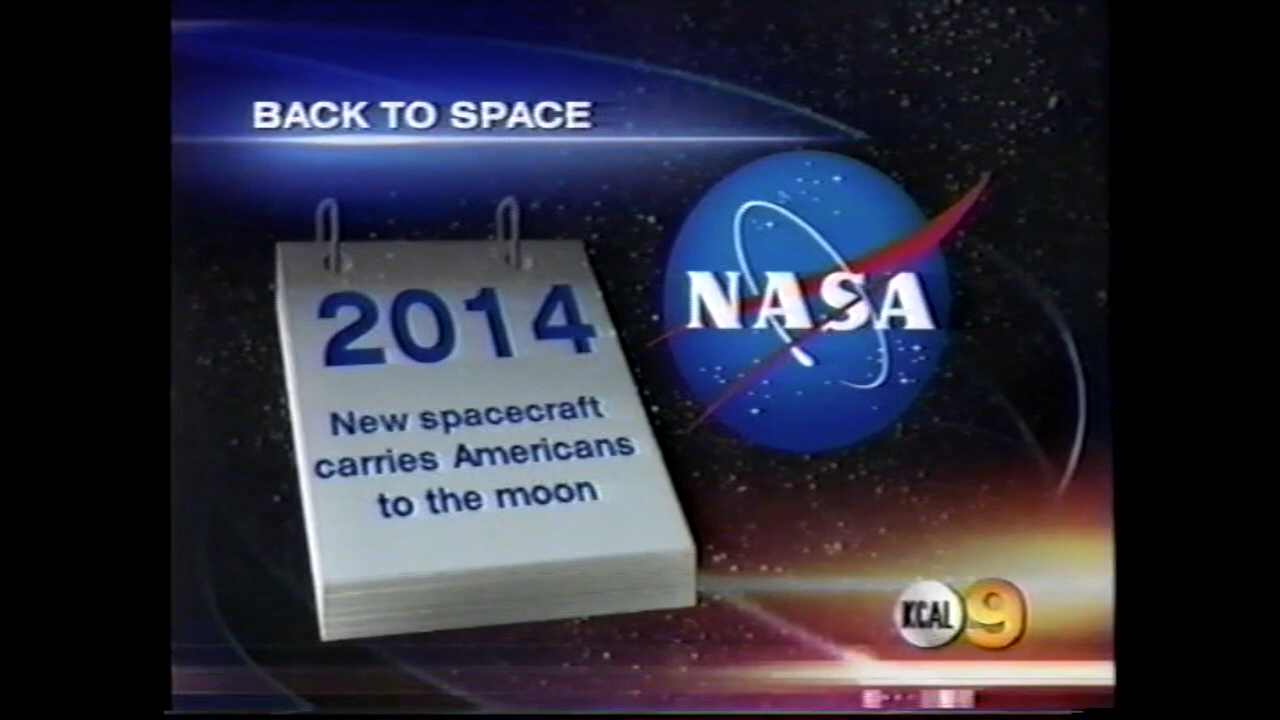 BACK TO SPACE
2014
New spacecraft
carries Americans
to the moon
NASA
KCAL 9